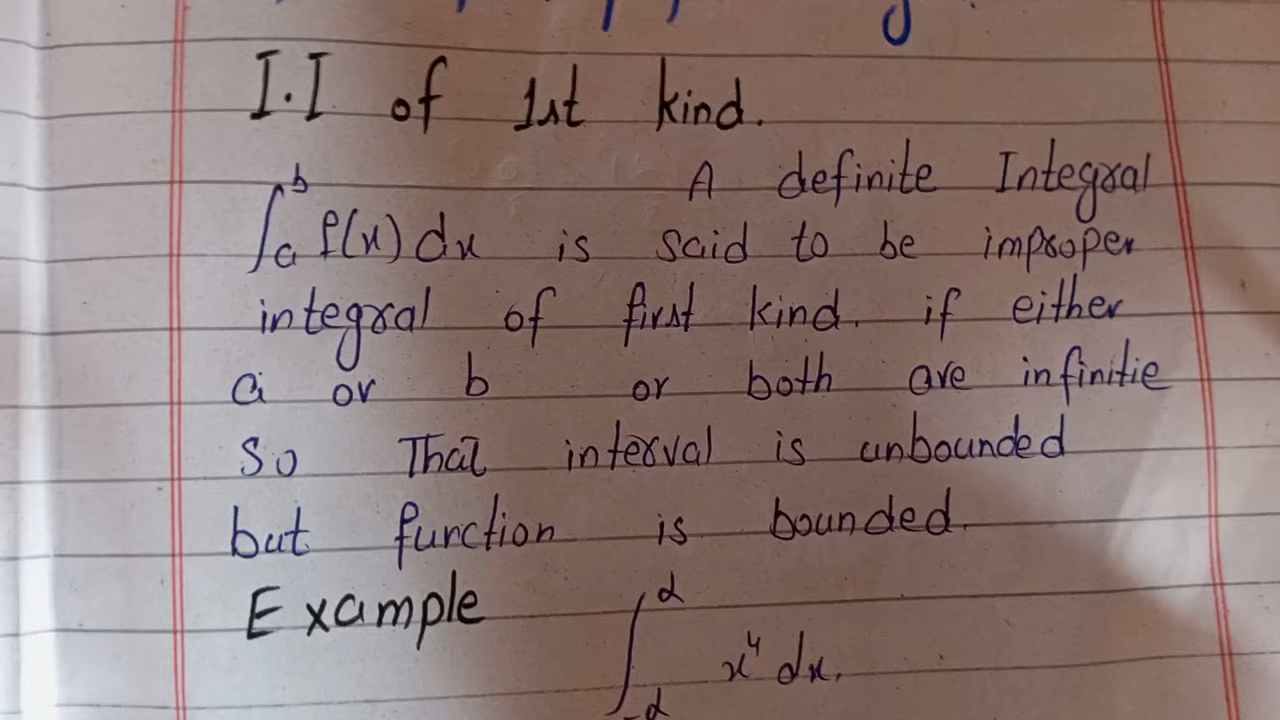 I.I of 1st kind.
A definite Integral
∫_a^b f(x) dx is said to be improper
integral of first kind. if either
a or b or both are infinitie
so That interval is unbounded
but function is bounded.
Example ∫_{-α}^{α} x⁴ dx.